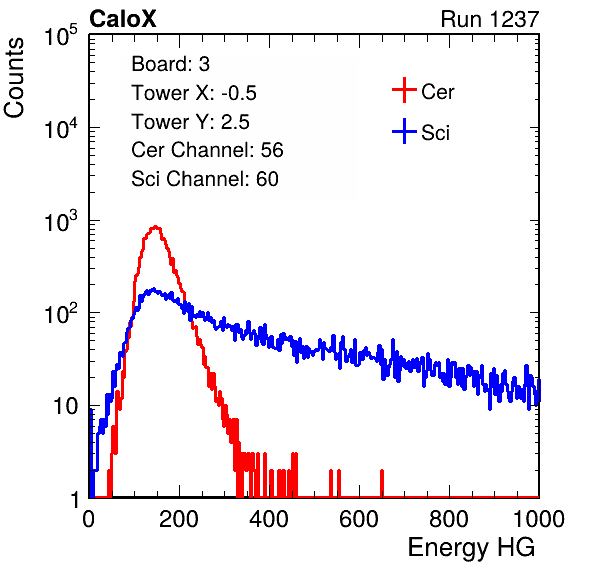 CaloX Run 1237
Counts
Board: 3
Tower X: -0.5
Tower Y: 2.5
Cer Channel: 56
Sci Channel: 60
Cer
Sci
10^5
10^4
10^3
10^2
10
1
0 200 400 600 800 1000
Energy HG